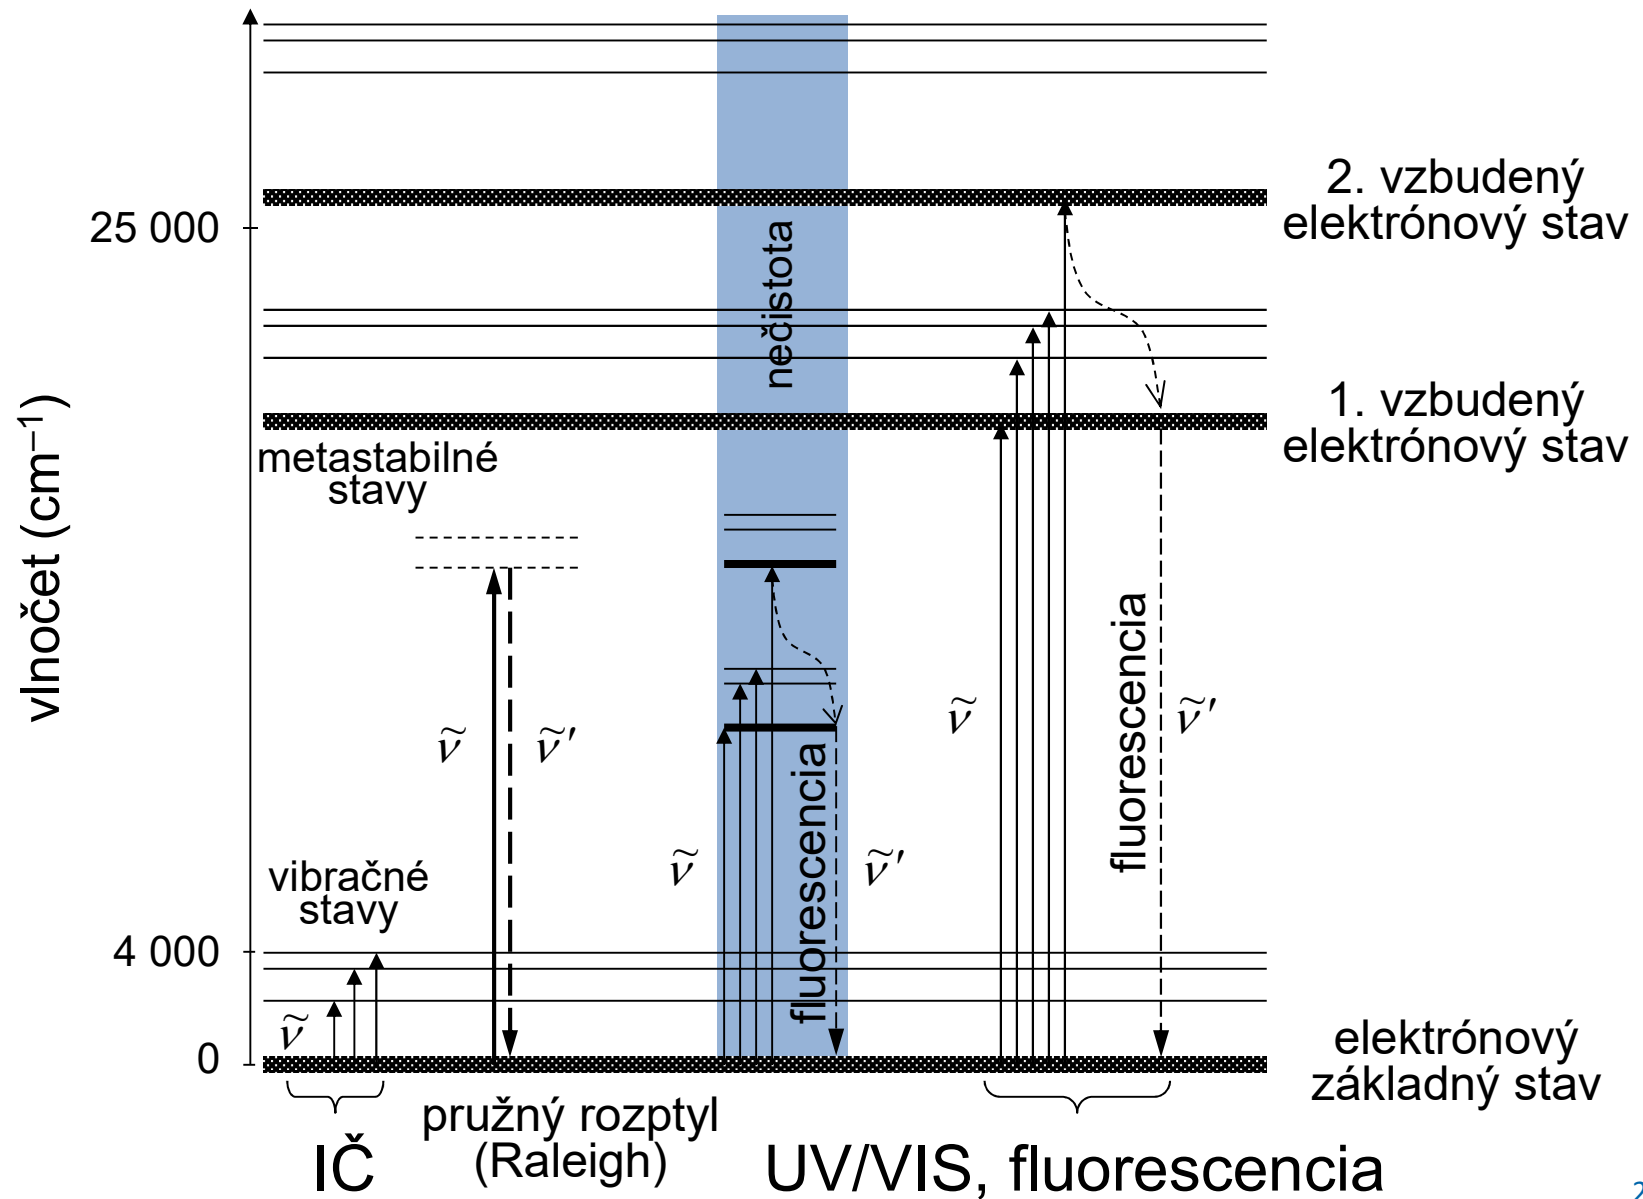 2. vzbudený
elektrónový stav
25 000
nečistota
1. vzbudený
elektrónový stav
vlnočet (cm⁻¹)
metastabilné
stavy
fluorescencia
ν̃
ν̃′
ν̃
ν̃′
fluorescencia
ν̃
ν̃′
vibračné
stavy
4 000
ν̃
0
elektrónový
základný stav
pružný rozptyl
(Raleigh)
IČ
UV/VIS, fluorescencia